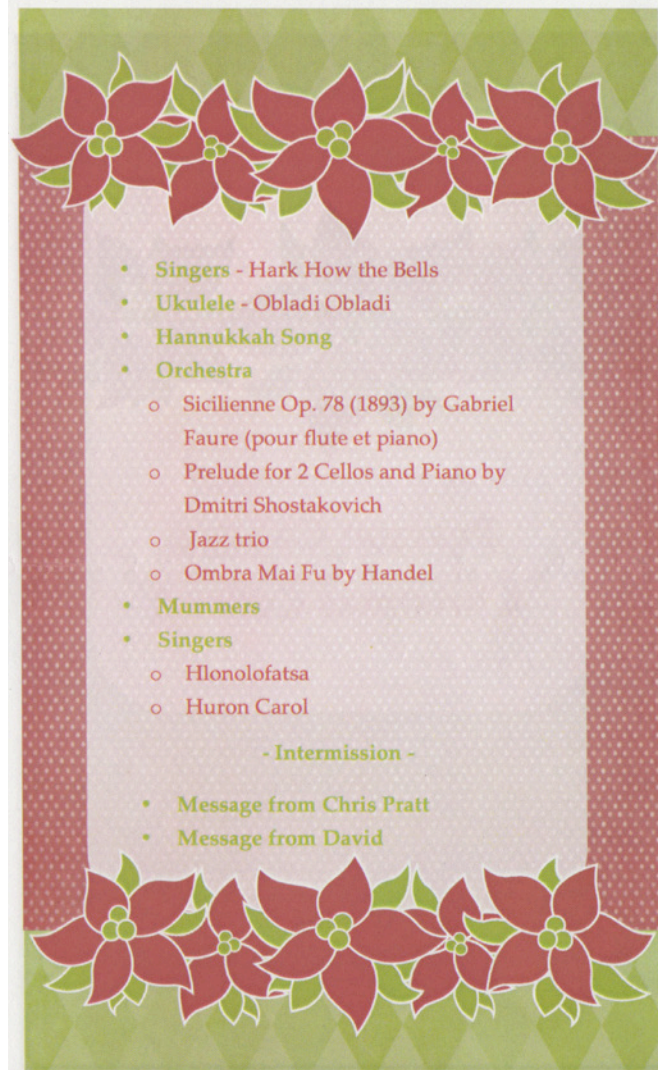 • Singers - Hark How the Bells
• Ukulele - Obladi Obladi
• Hannukkah Song
• Orchestra
o Sicilienne Op. 78 (1893) by Gabriel
Faure (pour flute et piano)
o Prelude for 2 Cellos and Piano by
Dmitri Shostakovich
o Jazz trio
o Ombra Mai Fu by Handel
• Mummers
• Singers
o Hlonolofatsa
o Huron Carol
- Intermission -
• Message from Chris Pratt
• Message from David